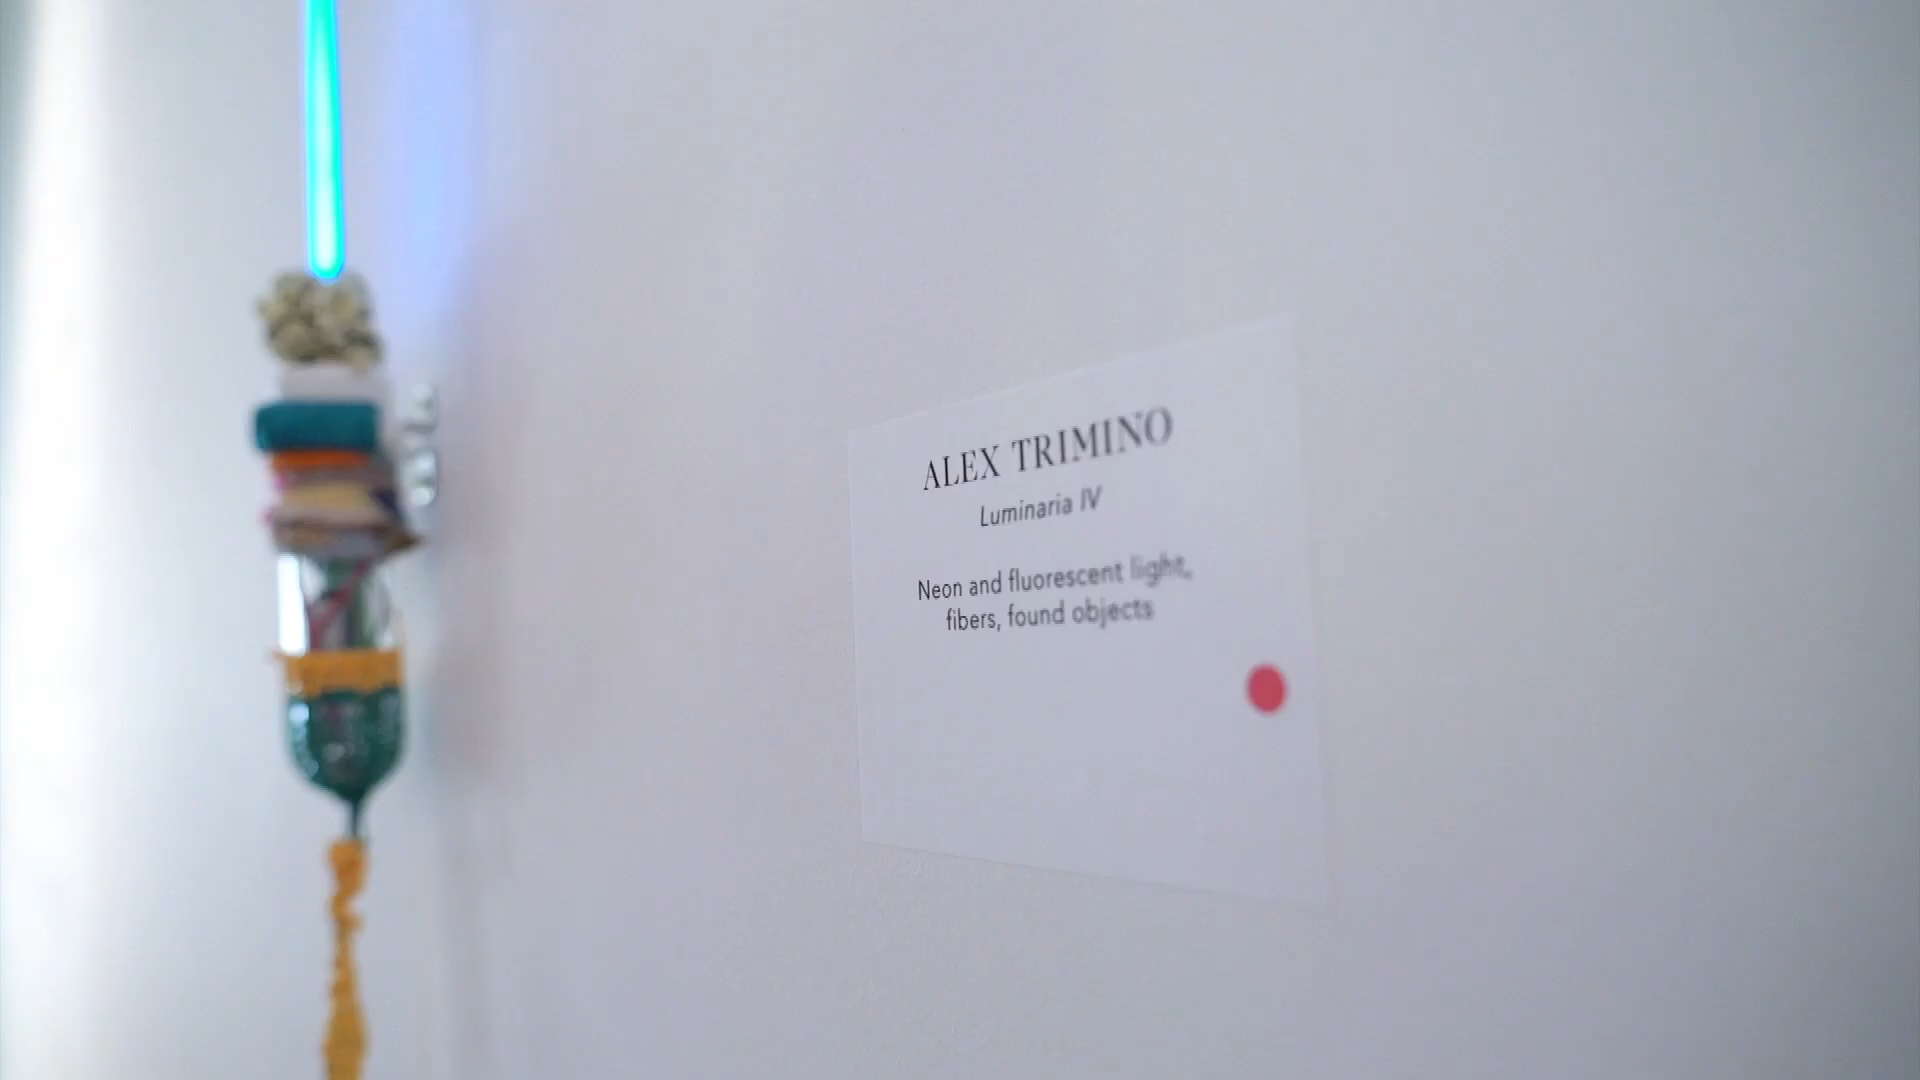 ALEX TRIMINO
Luminaria IV
Neon and fluorescent light,
fibers, found objects